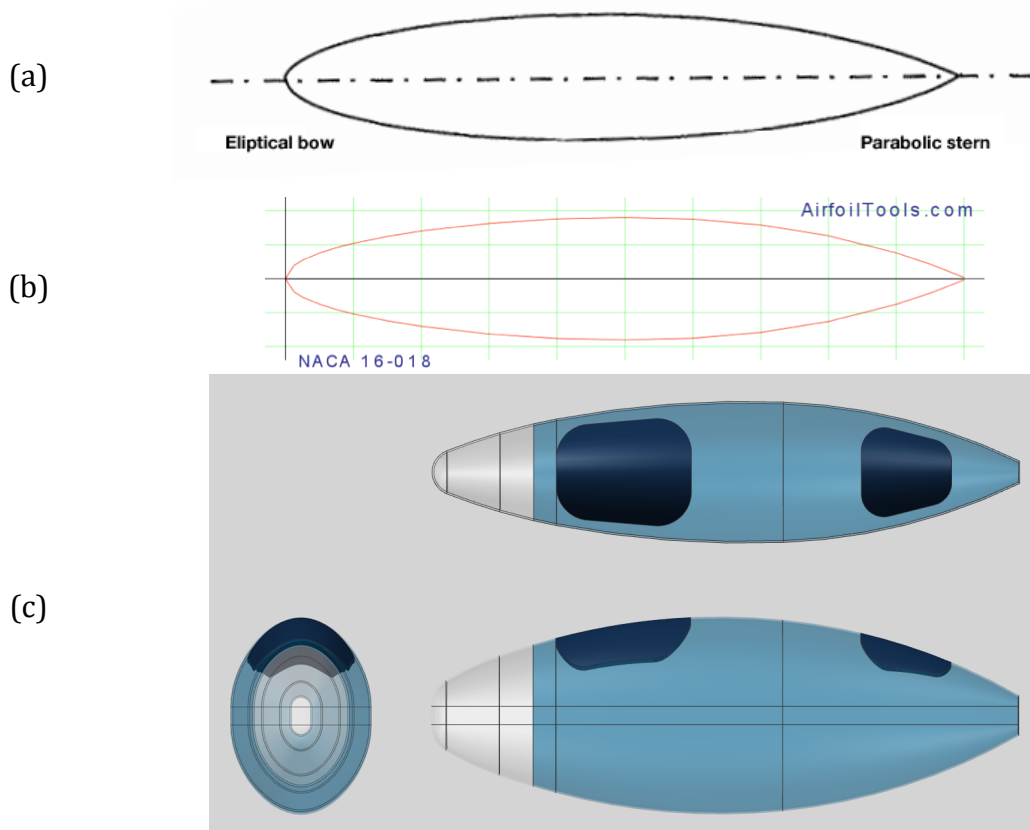 (a)
Eliptical bow
Parabolic stern
AirfoilTools.com
(b)
NACA 16-018
(c)